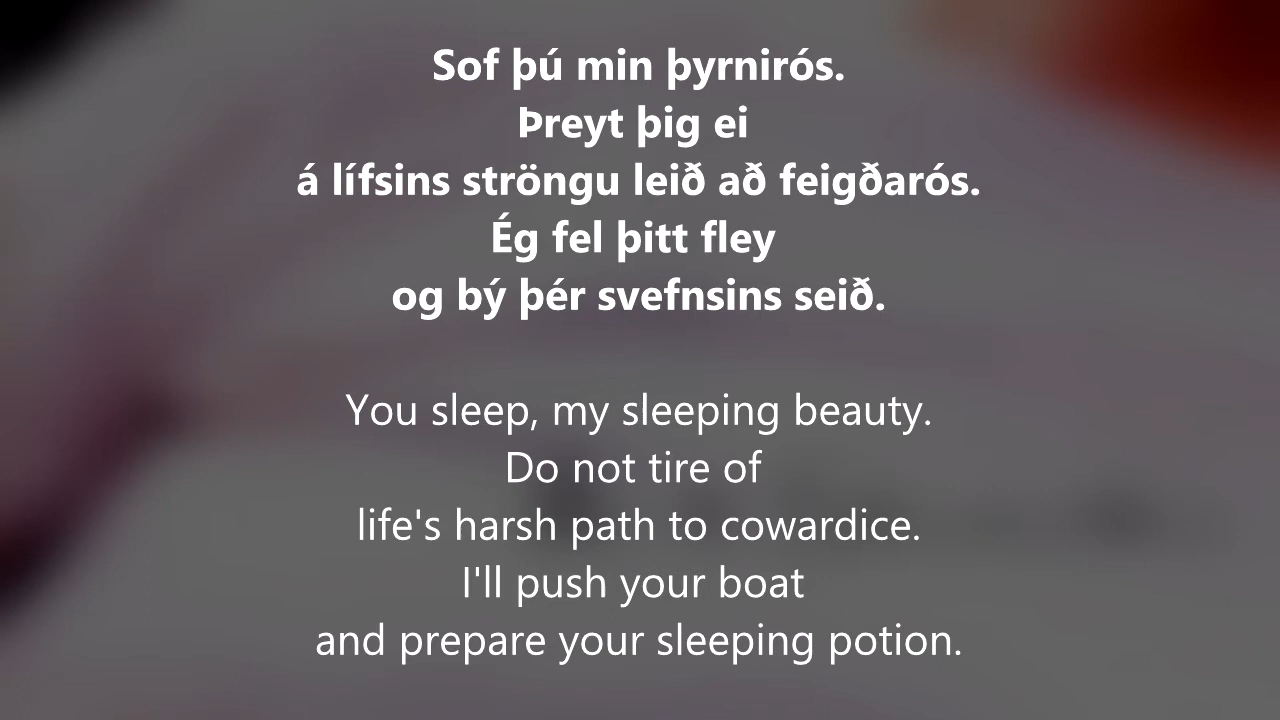 Sof þú min þyrnirós.
Þreyt þig ei
á lífsins ströngu leið að feigðarós.
Ég fel þitt fley
og bý þér svefnsins seið.
You sleep, my sleeping beauty.
Do not tire of
life's harsh path to cowardice.
I'll push your boat
and prepare your sleeping potion.